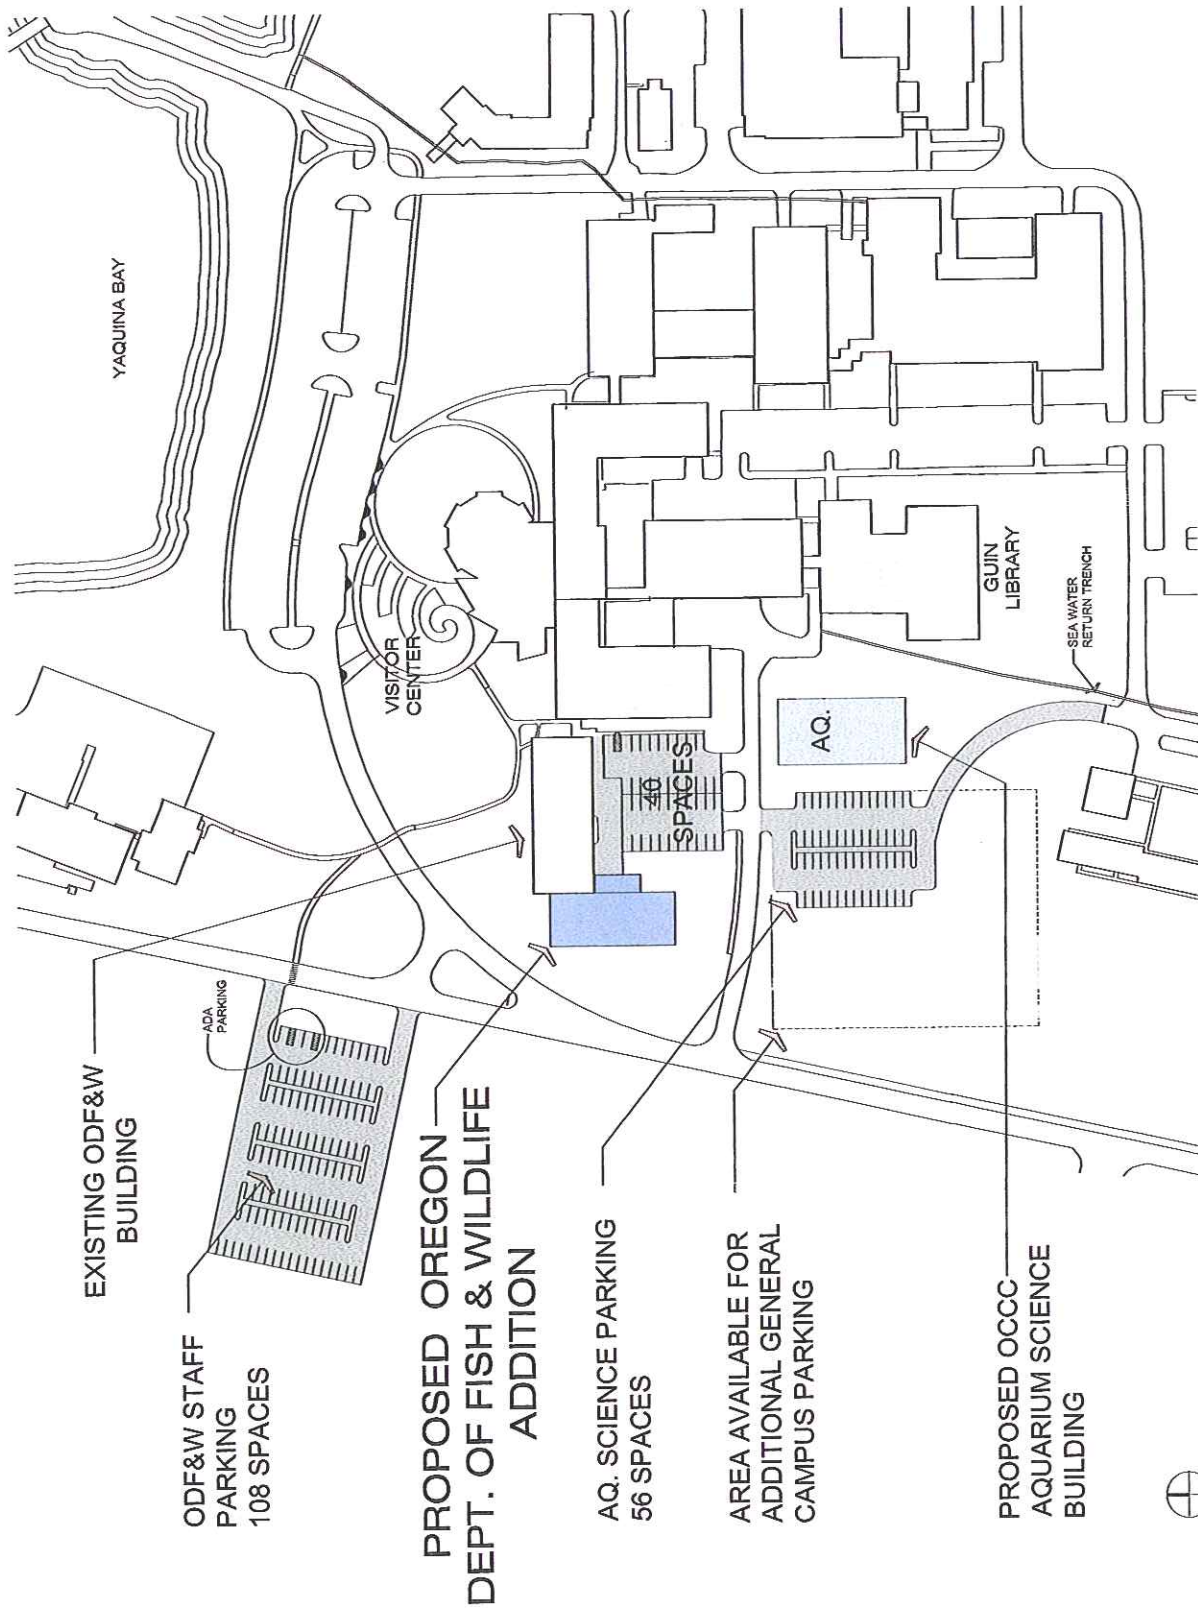 YAQUINA BAY
EXISTING ODF&W
BUILDING
ADA
PARKING
ODF&W STAFF
PARKING
108 SPACES
VISITOR
CENTER
PROPOSED OREGON
DEPT. OF FISH & WILDLIFE
ADDITION
40
SPACES
AQ. SCIENCE PARKING
56 SPACES
AREA AVAILABLE FOR
ADDITIONAL GENERAL
CAMPUS PARKING
AQ.
GUIN
LIBRARY
SEA WATER
RETURN TRENCH
PROPOSED OCCC
AQUARIUM SCIENCE
BUILDING